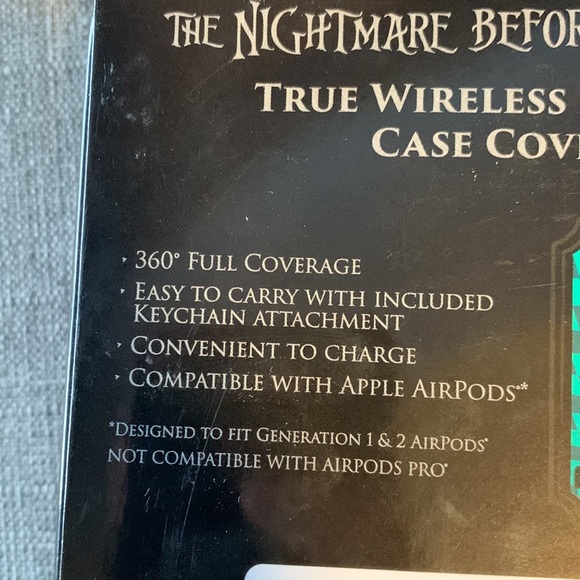 THE NIGHTMARE BEFOR
TRUE WIRELESS
CASE COV
· 360° FULL COVERAGE
· EASY TO CARRY WITH INCLUDED
KEYCHAIN ATTACHMENT
· CONVENIENT TO CHARGE
· COMPATIBLE WITH APPLE AIRPODS®*
*DESIGNED TO FIT GENERATION 1 & 2 AIRPODS®
NOT COMPATIBLE WITH AIRPODS PRO®